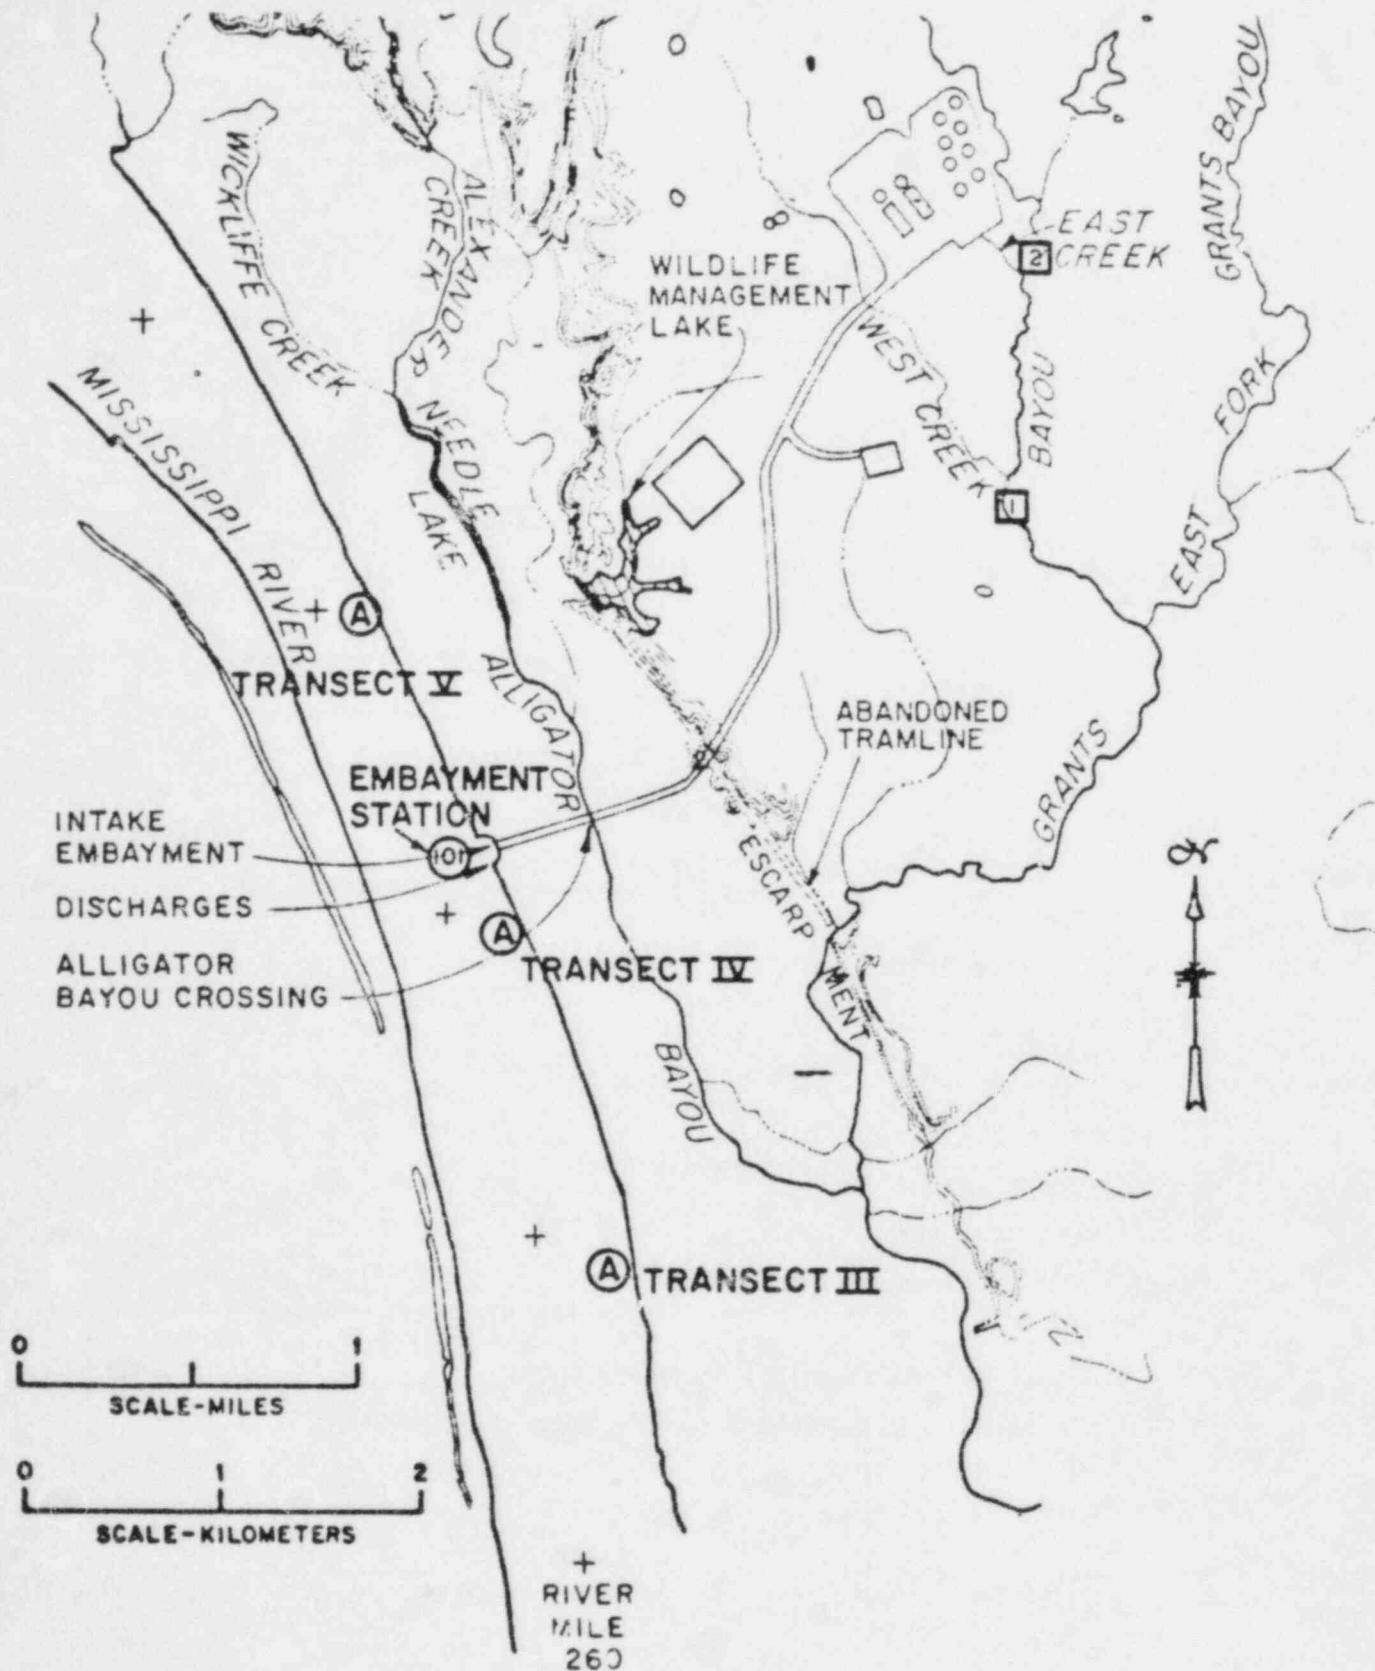 GRANTS BAYOU
WICKLIFFE CREEK
ALEXANDER
CREEK
EAST
CREEK
2
WILDLIFE
MANAGEMENT
LAKE
WEST CREEK
BAYOU
EAST FORK
MISSISSIPPI
RIVER
NEEDLE
LAKE
1
A
TRANSECT V
ALLIGATOR
ABANDONED
TRAMLINE
GRANTS
EMBAYMENT
STATION
INTAKE
EMBAYMENT
101
DISCHARGES
ESCARP
MENT
A
ALLIGATOR
BAYOU CROSSING
TRANSECT IV
BAYOU
A
TRANSECT III
0 1
SCALE-MILES
0 1 2
SCALE-KILOMETERS
RIVER
MILE